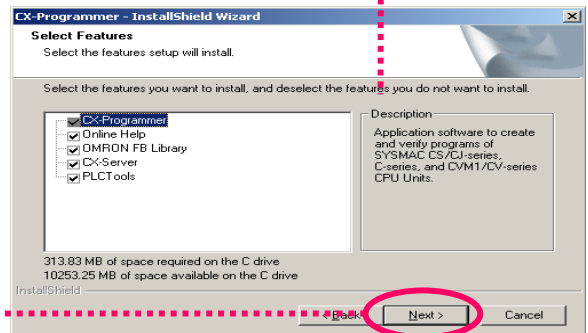 CX-Programmer - InstallShield Wizard
Select Features
Select the features setup will install.
Select the features you want to install, and deselect the features you do not want to install.
CX-Programmer
Online Help
OMRON FB Library
CX-Server
PLCTools
Description
Application software to create
and verify programs of
SYSMAC CS/CJ-series,
C-series, and CVM1/CV-series
CPU Units.
313.83 MB of space required on the C drive
10253.25 MB of space available on the C drive
InstallShield
< Back
Next >
Cancel